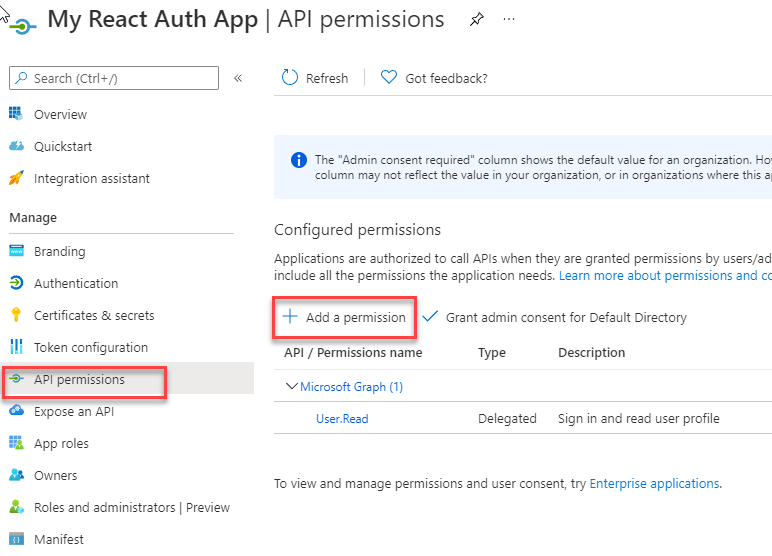 My React Auth App | API permissions
Search (Ctrl+/)
Refresh
Got feedback?
Overview
Quickstart
Integration assistant
Manage
Branding
Authentication
Certificates & secrets
Token configuration
API permissions
Expose an API
App roles
Owners
Roles and administrators | Preview
Manifest
The "Admin consent required" column shows the default value for an organization. Ho
column may not reflect the value in your organization, or in organizations where this a
Configured permissions
Applications are authorized to call APIs when they are granted permissions by users/ad
include all the permissions the application needs. Learn more about permissions and co
Add a permission
Grant admin consent for Default Directory
API / Permissions name Type Description
Microsoft Graph (1)
User.Read Delegated Sign in and read user profile
To view and manage permissions and user consent, try Enterprise applications.